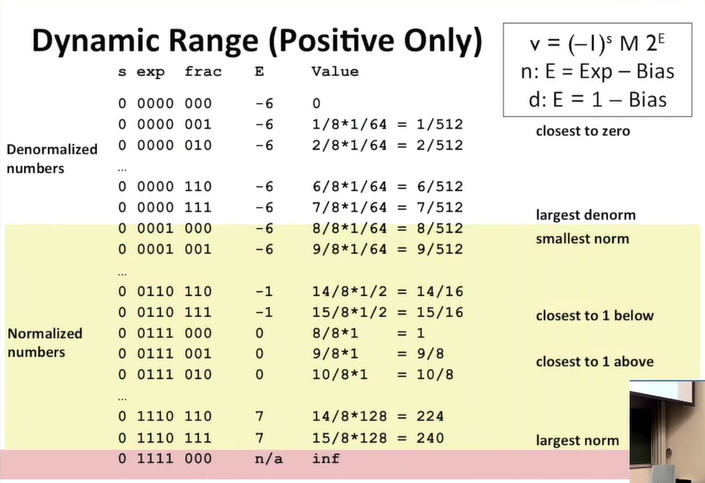 Dynamic Range (Positive Only)
v = (–1)ˢ M 2ᴱ
n: E = Exp – Bias
d: E = 1 – Bias
s exp frac E Value
0 0000 000 -6 0
0 0000 001 -6 1/8*1/64 = 1/512 closest to zero
0 0000 010 -6 2/8*1/64 = 2/512
Denormalized
numbers
…
0 0000 110 -6 6/8*1/64 = 6/512
0 0000 111 -6 7/8*1/64 = 7/512 largest denorm
0 0001 000 -6 8/8*1/64 = 8/512 smallest norm
0 0001 001 -6 9/8*1/64 = 9/512
…
0 0110 110 -1 14/8*1/2 = 14/16
0 0110 111 -1 15/8*1/2 = 15/16 closest to 1 below
Normalized
numbers
0 0111 000 0 8/8*1 = 1
0 0111 001 0 9/8*1 = 9/8 closest to 1 above
0 0111 010 0 10/8*1 = 10/8
…
0 1110 110 7 14/8*128 = 224
0 1110 111 7 15/8*128 = 240 largest norm
0 1111 000 n/a inf